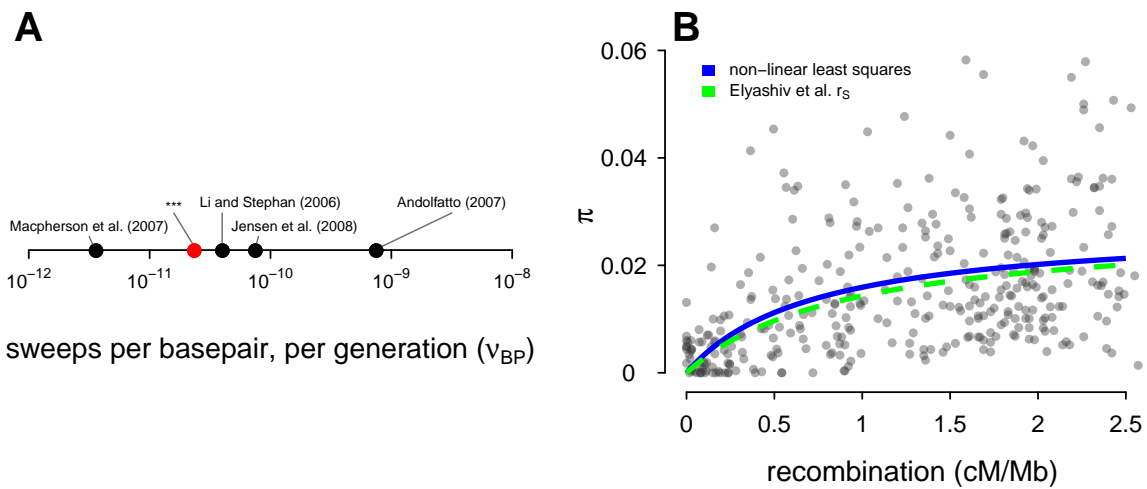 A
Li and Stephan (2006)
***
Andolfatto (2007)
Macpherson et al. (2007)
Jensen et al. (2008)
10⁻¹²
10⁻¹¹
10⁻¹⁰
10⁻⁹
10⁻⁸
sweeps per basepair, per generation (ν_BP)
B
0.06
0.04
0.02
0
π
non−linear least squares
Elyashiv et al. r_S
0
0.5
1
1.5
2
2.5
recombination (cM/Mb)